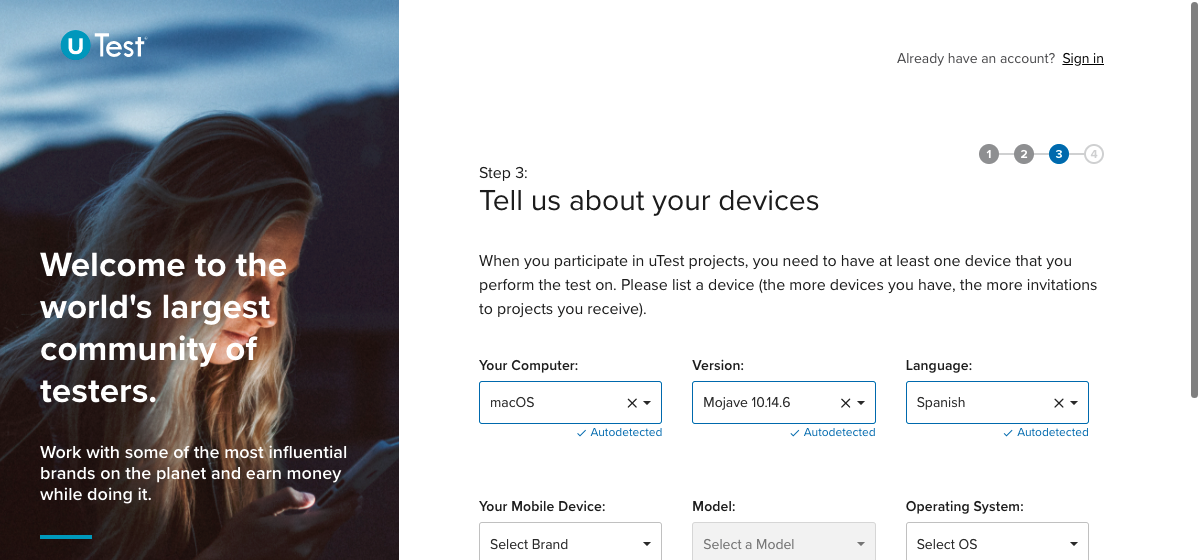 uTest
Already have an account? Sign in
1 2 3 4
Step 3:
Tell us about your devices
Welcome to the
world's largest
community of
testers.
Work with some of the most influential
brands on the planet and earn money
while doing it.
When you participate in uTest projects, you need to have at least one device that you
perform the test on. Please list a device (the more devices you have, the more invitations
to projects you receive).
Your Computer: Version: Language:
macOS Mojave 10.14.6 Spanish
Autodetected Autodetected Autodetected
Your Mobile Device: Model: Operating System:
Select Brand Select a Model Select OS